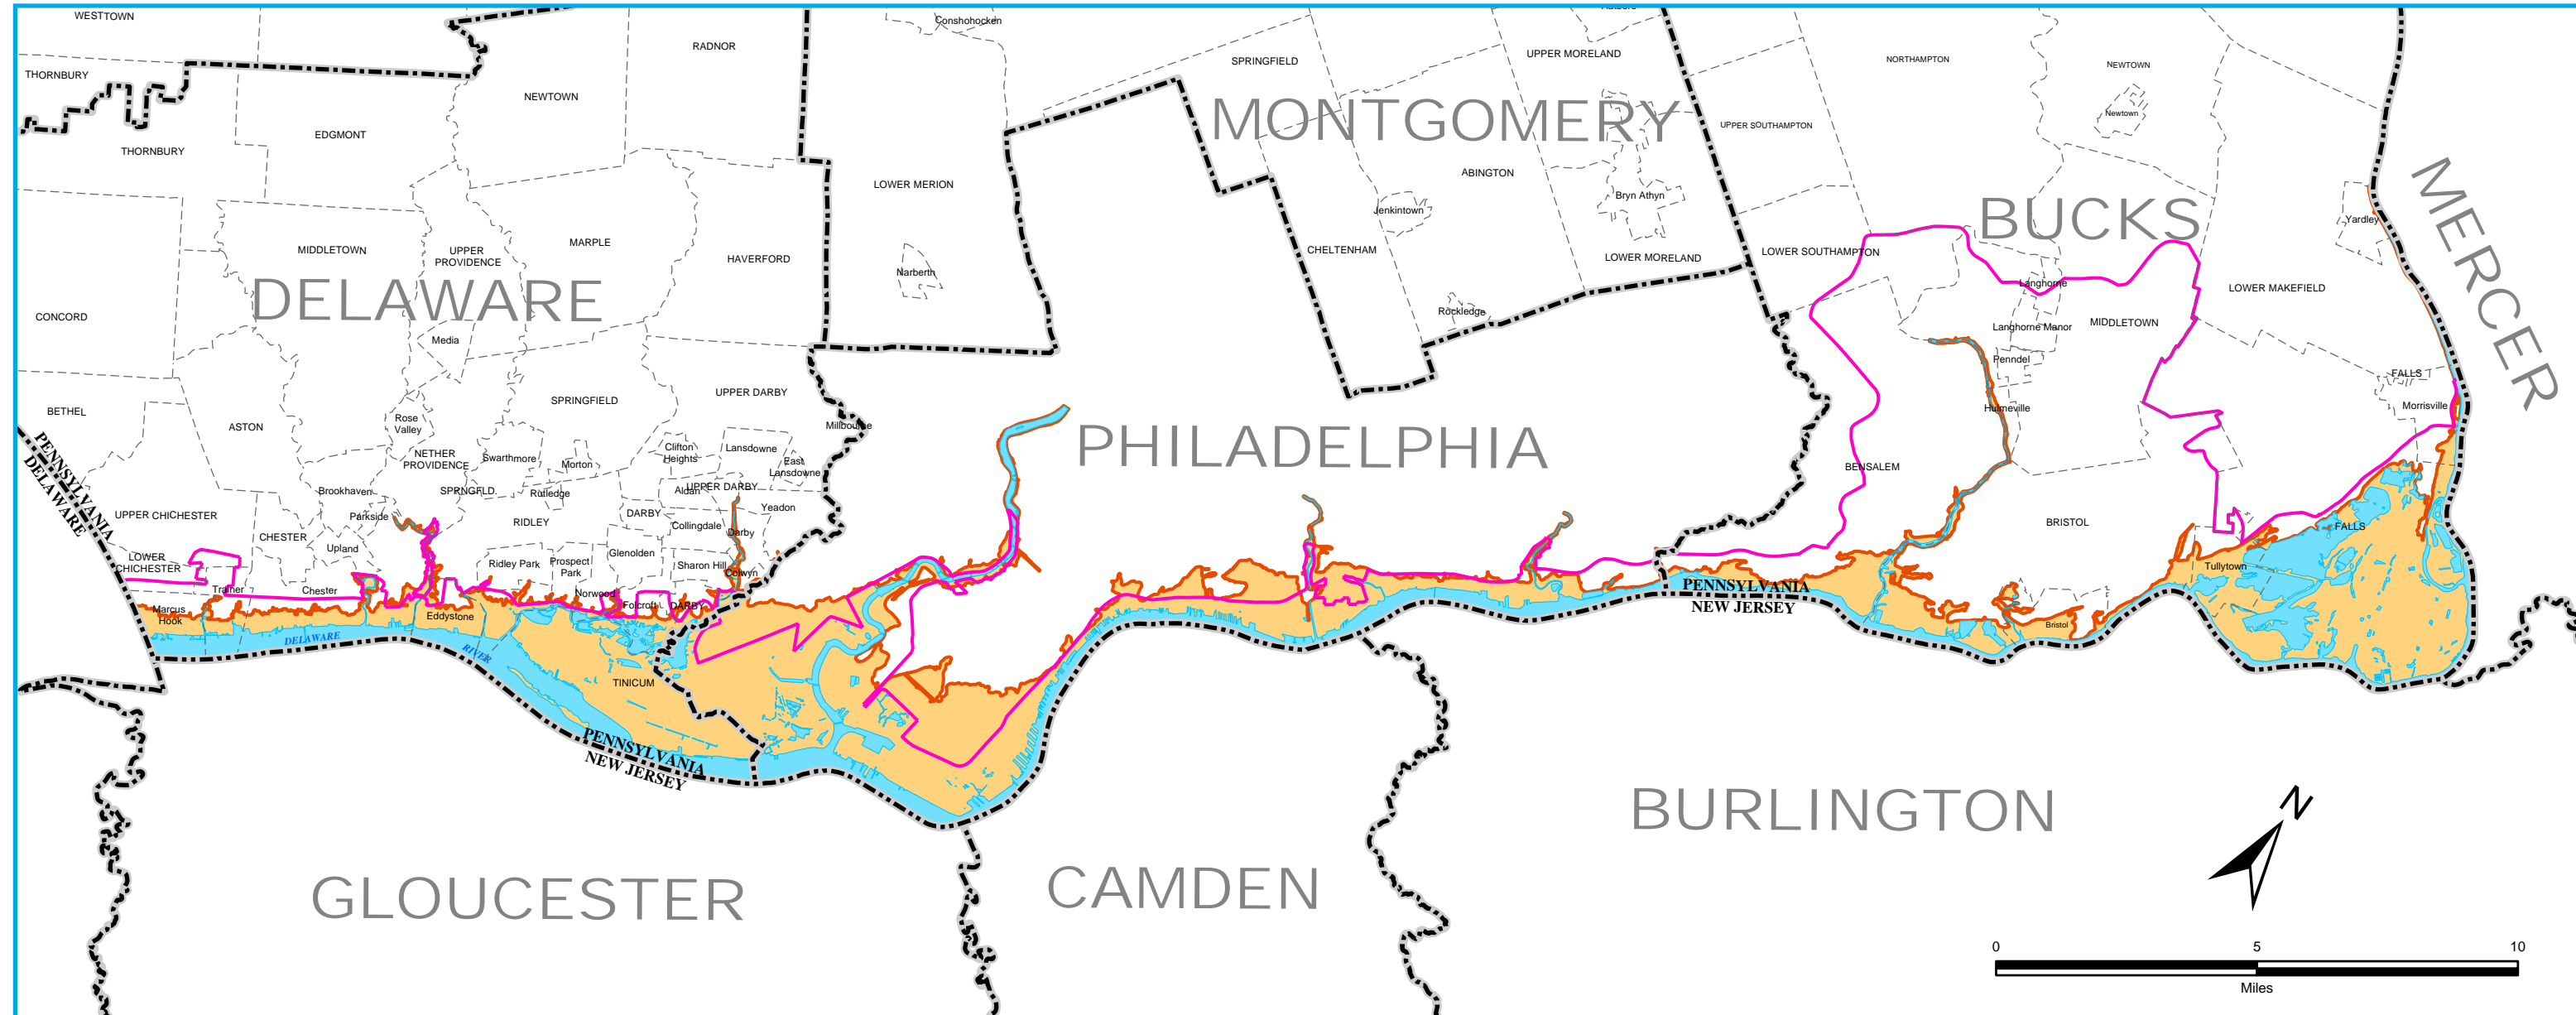 WESTTOWN
THORNBURY
THORNBURY
EDGMONT
NEWTOWN
RADNOR
Conshohocken
SPRINGFIELD
UPPER MORELAND
MONTGOMERY
NORTHAMPTON
NEWTOWN
Newtown
UPPER SOUTHAMPTON
LOWER MERION
Narberth
ABINGTON
Jenkintown
Bryn Athyn
CHELTENHAM
LOWER MORELAND
Rockledge
LOWER SOUTHAMPTON
BUCKS
Yardley
MERCER
LOWER MAKEFIELD
Langhorne
Langhorne Manor
MIDDLETOWN
Penndel
Hulmeville
FALLS
Morrisville
MIDDLETOWN
UPPER
PROVIDENCE
MARPLE
HAVERFORD
DELAWARE
CONCORD
Media
BETHEL
ASTON
Rose
Valley
SPRINGFIELD
UPPER DARBY
Millbourne
NETHER
PROVIDENCE
Swarthmore
Morton
Clifton
Heights
Lansdowne
East
Lansdowne
PHILADELPHIA
BENSALEM
PENNSYLVANIA
DELAWARE
Brookhaven
SPRNGFLD.
Rutledge
Aldan
UPPER DARBY
UPPER CHICHESTER
Parkside
RIDLEY
DARBY
Collingdale
Yeadon
Darby
CHESTER
Upland
LOWER
CHICHESTER
Ridley Park
Prospect
Park
Glenolden
Sharon Hill
Colwyn
Trainer
Chester
Norwood
Folcroft
DARBY
Marcus
Hook
Eddystone
DELAWARE
RIVER
TINICUM
PENNSYLVANIA
NEW JERSEY
PENNSYLVANIA
NEW JERSEY
BRISTOL
Bristol
Tullytown
FALLS
GLOUCESTER
CAMDEN
BURLINGTON
N
0 5 10
Miles